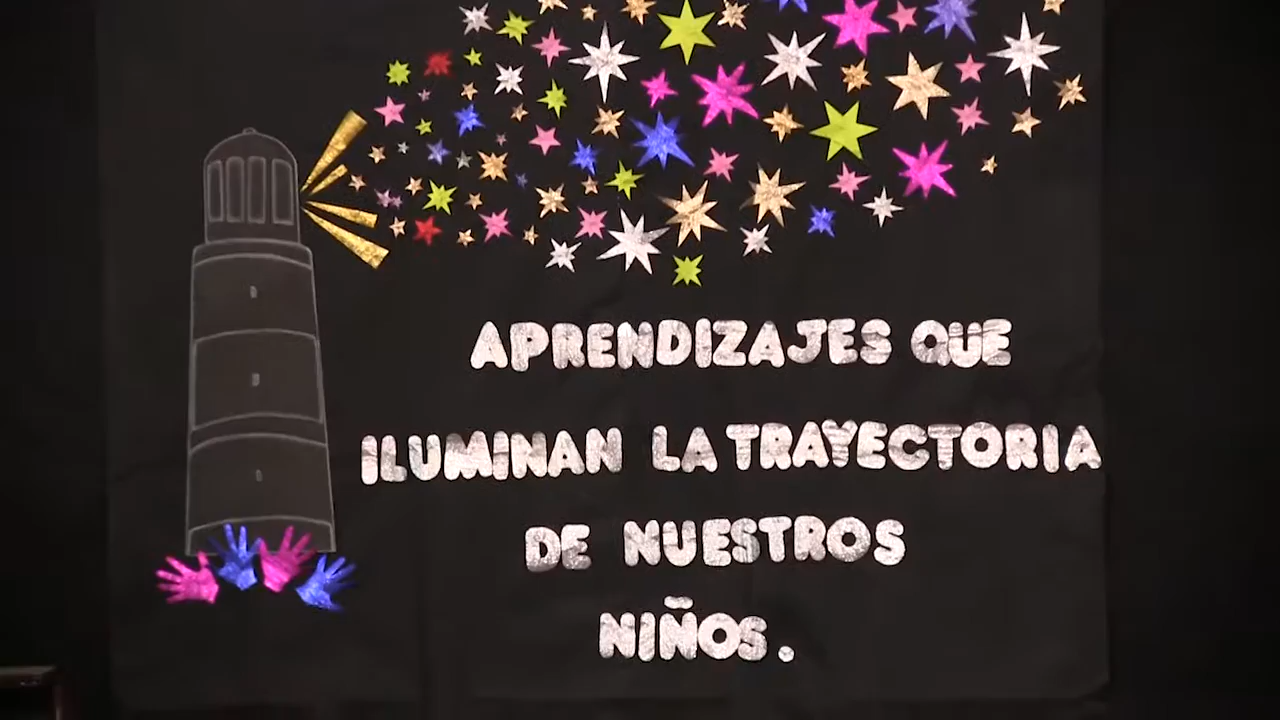 APRENDIZAJES QUE
ILUMINAN LA TRAYECTORIA
DE NUESTROS
NIÑOS.